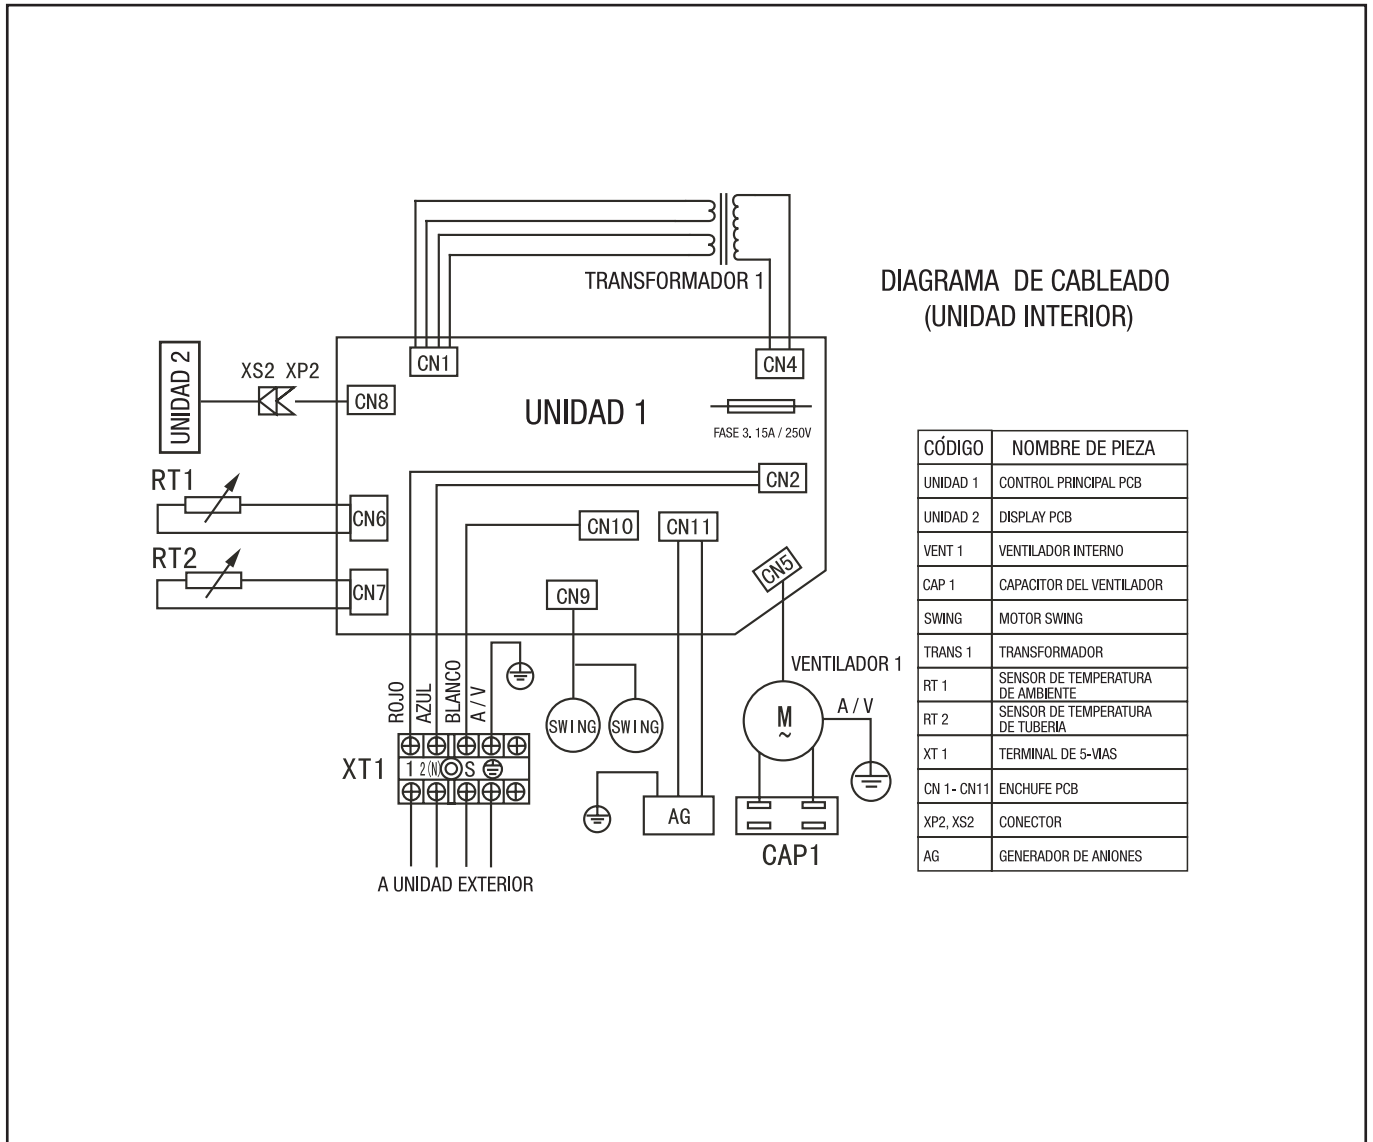 TRANSFORMADOR 1
DIAGRAMA DE CABLEADO
(UNIDAD INTERIOR)
UNIDAD 2
XS2 XP2
CN8
CN1
CN4
UNIDAD 1
FASE 3. 15A / 250V
RT1
CN6
CN2
CN10
CN11
RT2
CN7
CN9
CN5
ROJO
AZUL
BLANCO
A / V
SWING
SWING
VENTILADOR 1
M
~
A / V
XT1
1 2(N) S
AG
CAP1
A UNIDAD EXTERIOR
CÓDIGO NOMBRE DE PIEZA
UNIDAD 1 CONTROL PRINCIPAL PCB
UNIDAD 2 DISPLAY PCB
VENT 1 VENTILADOR INTERNO
CAP 1 CAPACITOR DEL VENTILADOR
SWING MOTOR SWING
TRANS 1 TRANSFORMADOR
RT 1 SENSOR DE TEMPERATURA
DE AMBIENTE
RT 2 SENSOR DE TEMPERATURA
DE TUBERIA
XT 1 TERMINAL DE 5-VIAS
CN 1- CN11 ENCHUFE PCB
XP2, XS2 CONECTOR
AG GENERADOR DE ANIONES